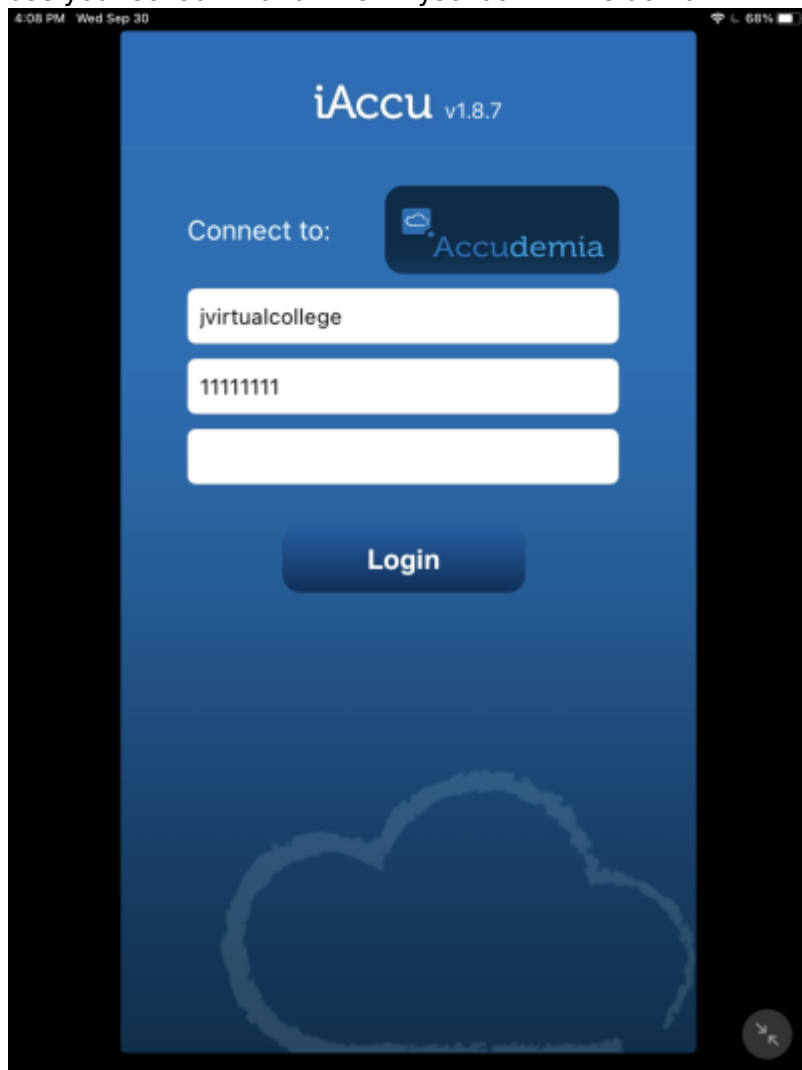 4:08 PM Wed Sep 30
68%
iAccu v1.8.7
Connect to:
Accudemia
jvirtualcollege
11111111
Login